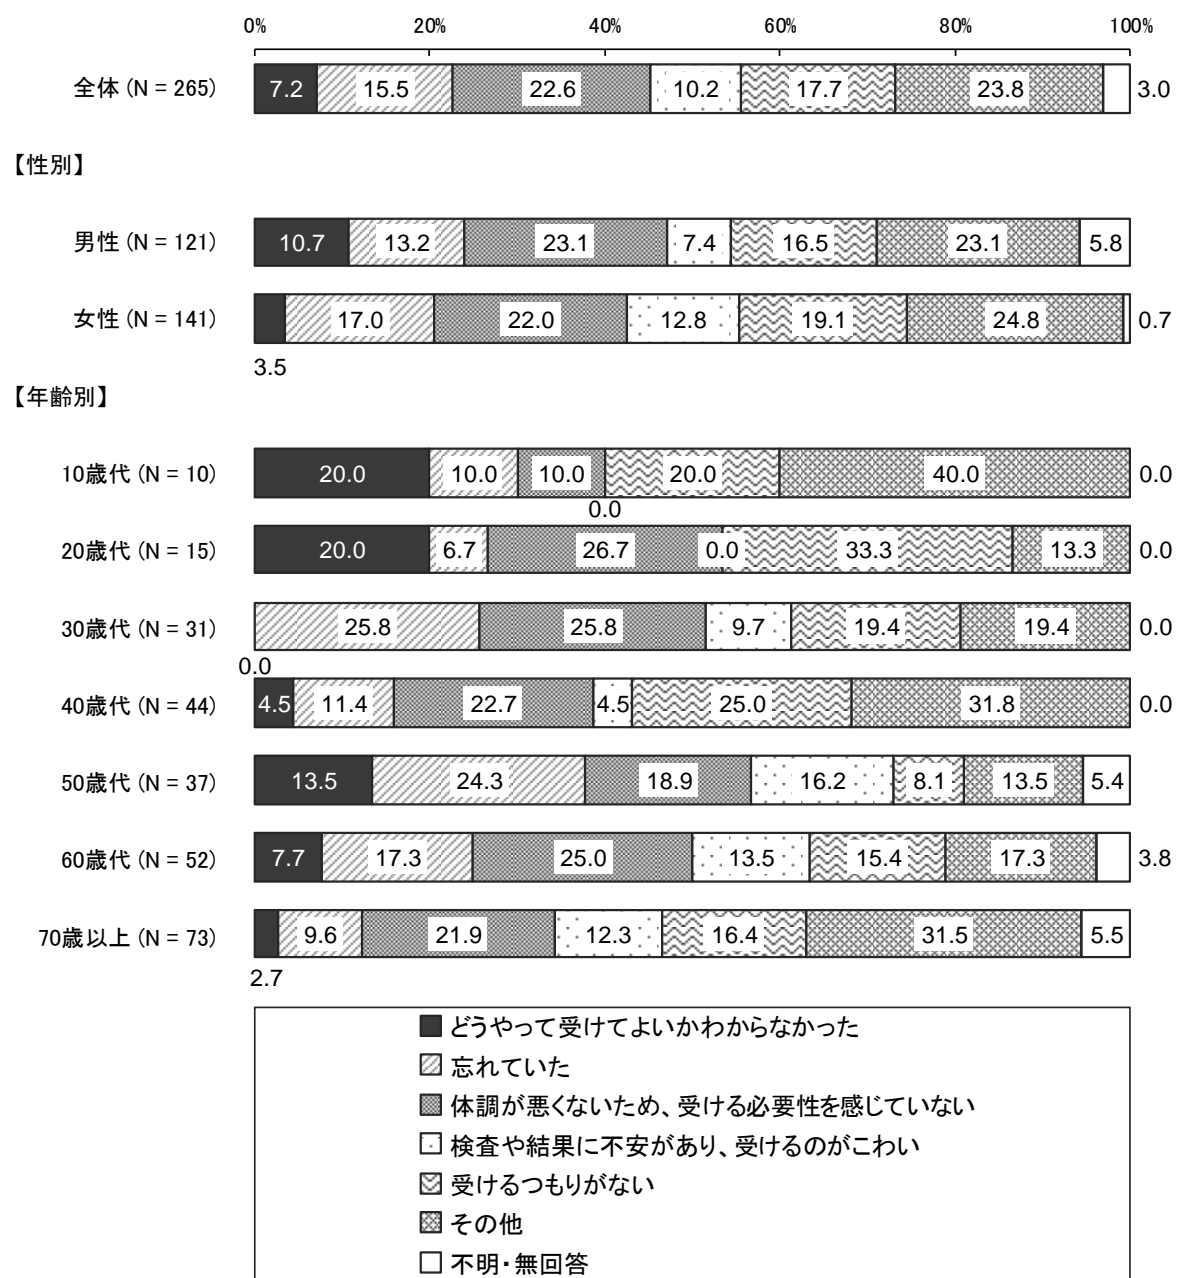 0% 20% 40% 60% 80% 100%
全体 (N = 265) 7.2 15.5 22.6 10.2 17.7 23.8 3.0
【性別】
男性 (N = 121) 10.7 13.2 23.1 7.4 16.5 23.1 5.8
女性 (N = 141) 17.0 22.0 12.8 19.1 24.8 0.7
3.5
【年齢別】
10歳代 (N = 10) 20.0 10.0 10.0 20.0 40.0 0.0
0.0
20歳代 (N = 15) 20.0 6.7 26.7 0.0 33.3 13.3 0.0
30歳代 (N = 31) 25.8 25.8 9.7 19.4 19.4 0.0
0.0
40歳代 (N = 44) 4.5 11.4 22.7 4.5 25.0 31.8 0.0
50歳代 (N = 37) 13.5 24.3 18.9 16.2 8.1 13.5 5.4
60歳代 (N = 52) 7.7 17.3 25.0 13.5 15.4 17.3 3.8
70歳以上 (N = 73) 9.6 21.9 12.3 16.4 31.5 5.5
2.7
どうやって受けてよいかわからなかった
忘れていた
体調が悪くないため、受ける必要性を感じていない
検査や結果に不安があり、受けるのがこわい
受けるつもりがない
その他
不明・無回答